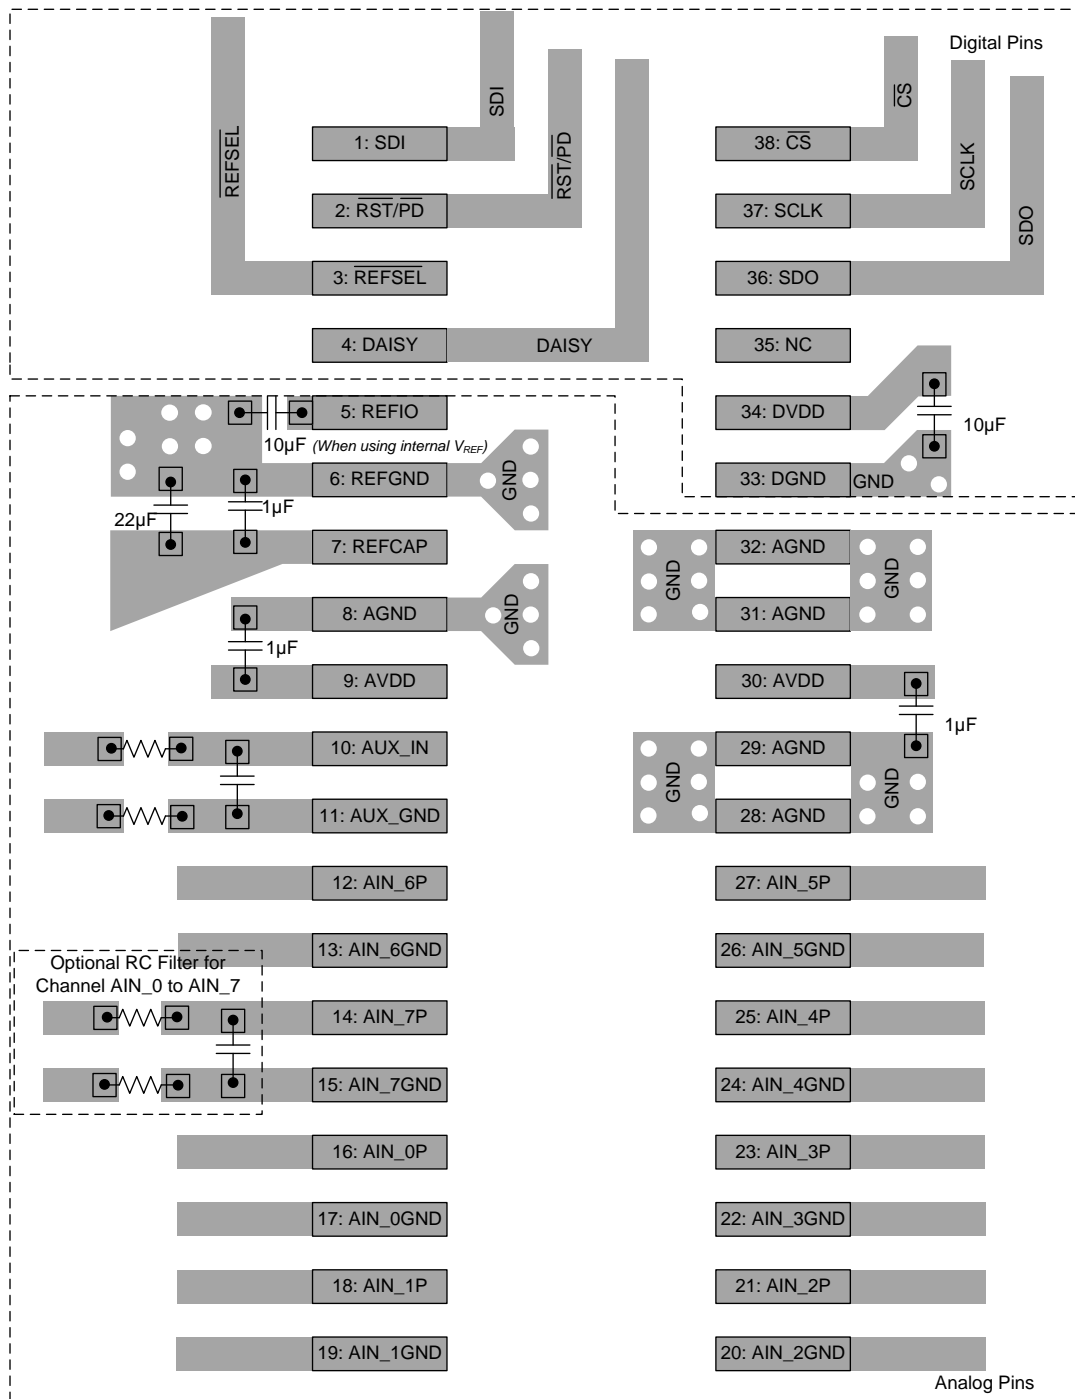 Digital Pins
REFSEL
SDI
RST/PD
CS
SCLK
SDO
1: SDI
38: CS
2: RST/PD
37: SCLK
3: REFSEL
36: SDO
4: DAISY
DAISY
35: NC
5: REFIO
34: DVDD
10µF
(When using internal VREF)
10µF
6: REFGND
GND
33: DGND
GND
22µF
1µF
7: REFCAP
32: AGND
GND
GND
8: AGND
GND
31: AGND
1µF
9: AVDD
30: AVDD
1µF
10: AUX_IN
29: AGND
GND
GND
11: AUX_GND
28: AGND
12: AIN_6P
27: AIN_5P
13: AIN_6GND
26: AIN_5GND
Optional RC Filter for
Channel AIN_0 to AIN_7
14: AIN_7P
25: AIN_4P
15: AIN_7GND
24: AIN_4GND
16: AIN_0P
23: AIN_3P
17: AIN_0GND
22: AIN_3GND
18: AIN_1P
21: AIN_2P
19: AIN_1GND
20: AIN_2GND
Analog Pins